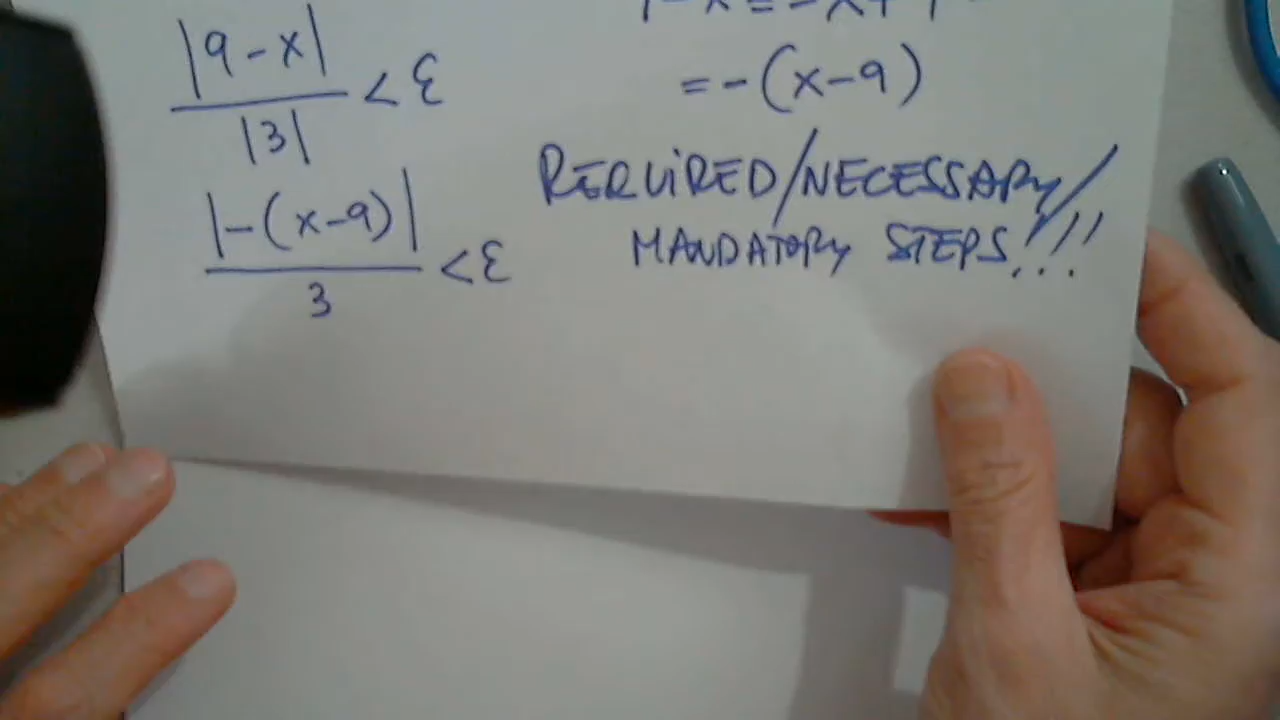 |9-x|
/|3| < ε
|-(x-9)|
/3 < ε
= -(x-9)
REQUIRED/NECESSARY/
MANDATORY STEPS!!!